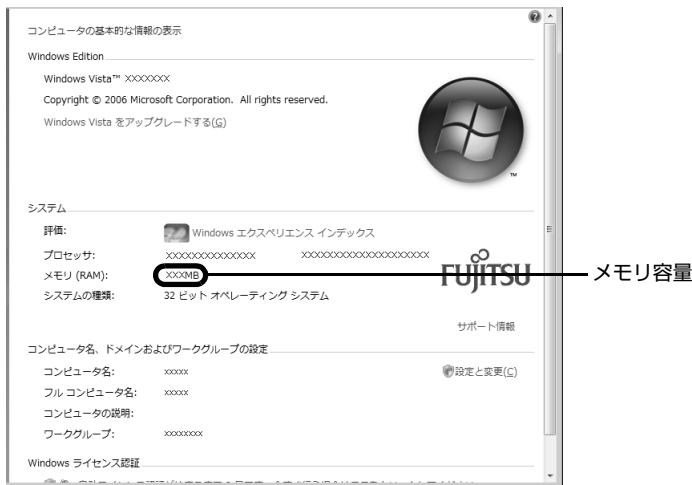 コンピュータの基本的な情報の表示
Windows Edition
Windows Vista™ XXXXXXX
Copyright © 2006 Microsoft Corporation. All rights reserved.
Windows Vista をアップグレードする(G)
TM
システム
評価: Windows エクスペリエンス インデックス
プロセッサ: XXXXXXXXXXXXXX XXXXXXXXXXXXXXXXXXXX
メモリ (RAM): XXXMB
メモリ容量
FUJITSU
システムの種類: 32 ビット オペレーティング システム
サポート情報
コンピュータ名、ドメインおよびワークグループの設定
コンピュータ名: XXXXX
設定と変更(C)
フル コンピュータ名: XXXXX
コンピュータの説明:
ワークグループ: XXXXXXXX
Windows ライセンス認証